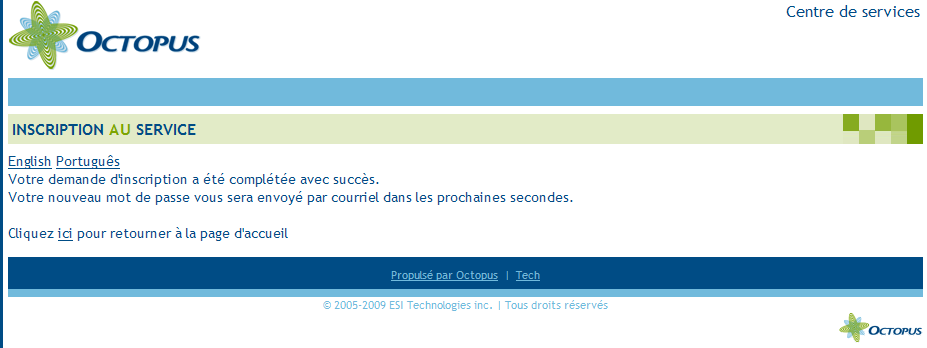 OCTOPUS
Centre de services
INSCRIPTION AU SERVICE
English Português
Votre demande d'inscription a été complétée avec succès.
Votre nouveau mot de passe vous sera envoyé par courriel dans les prochaines secondes.
Cliquez ici pour retourner à la page d'accueil
Propulsé par Octopus | Tech
© 2005-2009 ESI Technologies inc. | Tous droits réservés
OCTOPUS